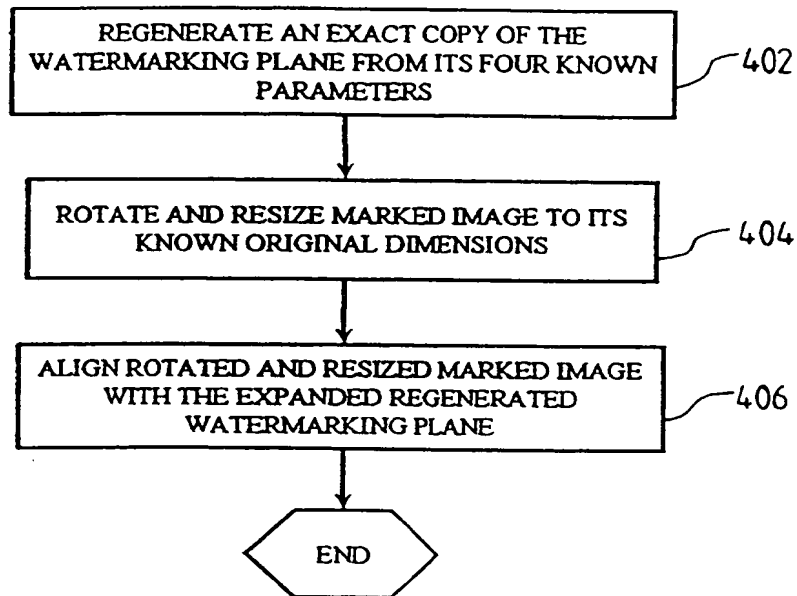 REGENERATE AN EXACT COPY OF THE
WATERMARKING PLANE FROM ITS FOUR KNOWN
PARAMETERS
402
ROTATE AND RESIZE MARKED IMAGE TO ITS
KNOWN ORIGINAL DIMENSIONS
404
ALIGN ROTATED AND RESIZED MARKED IMAGE
WITH THE EXPANDED REGENERATED
WATERMARKING PLANE
406
END